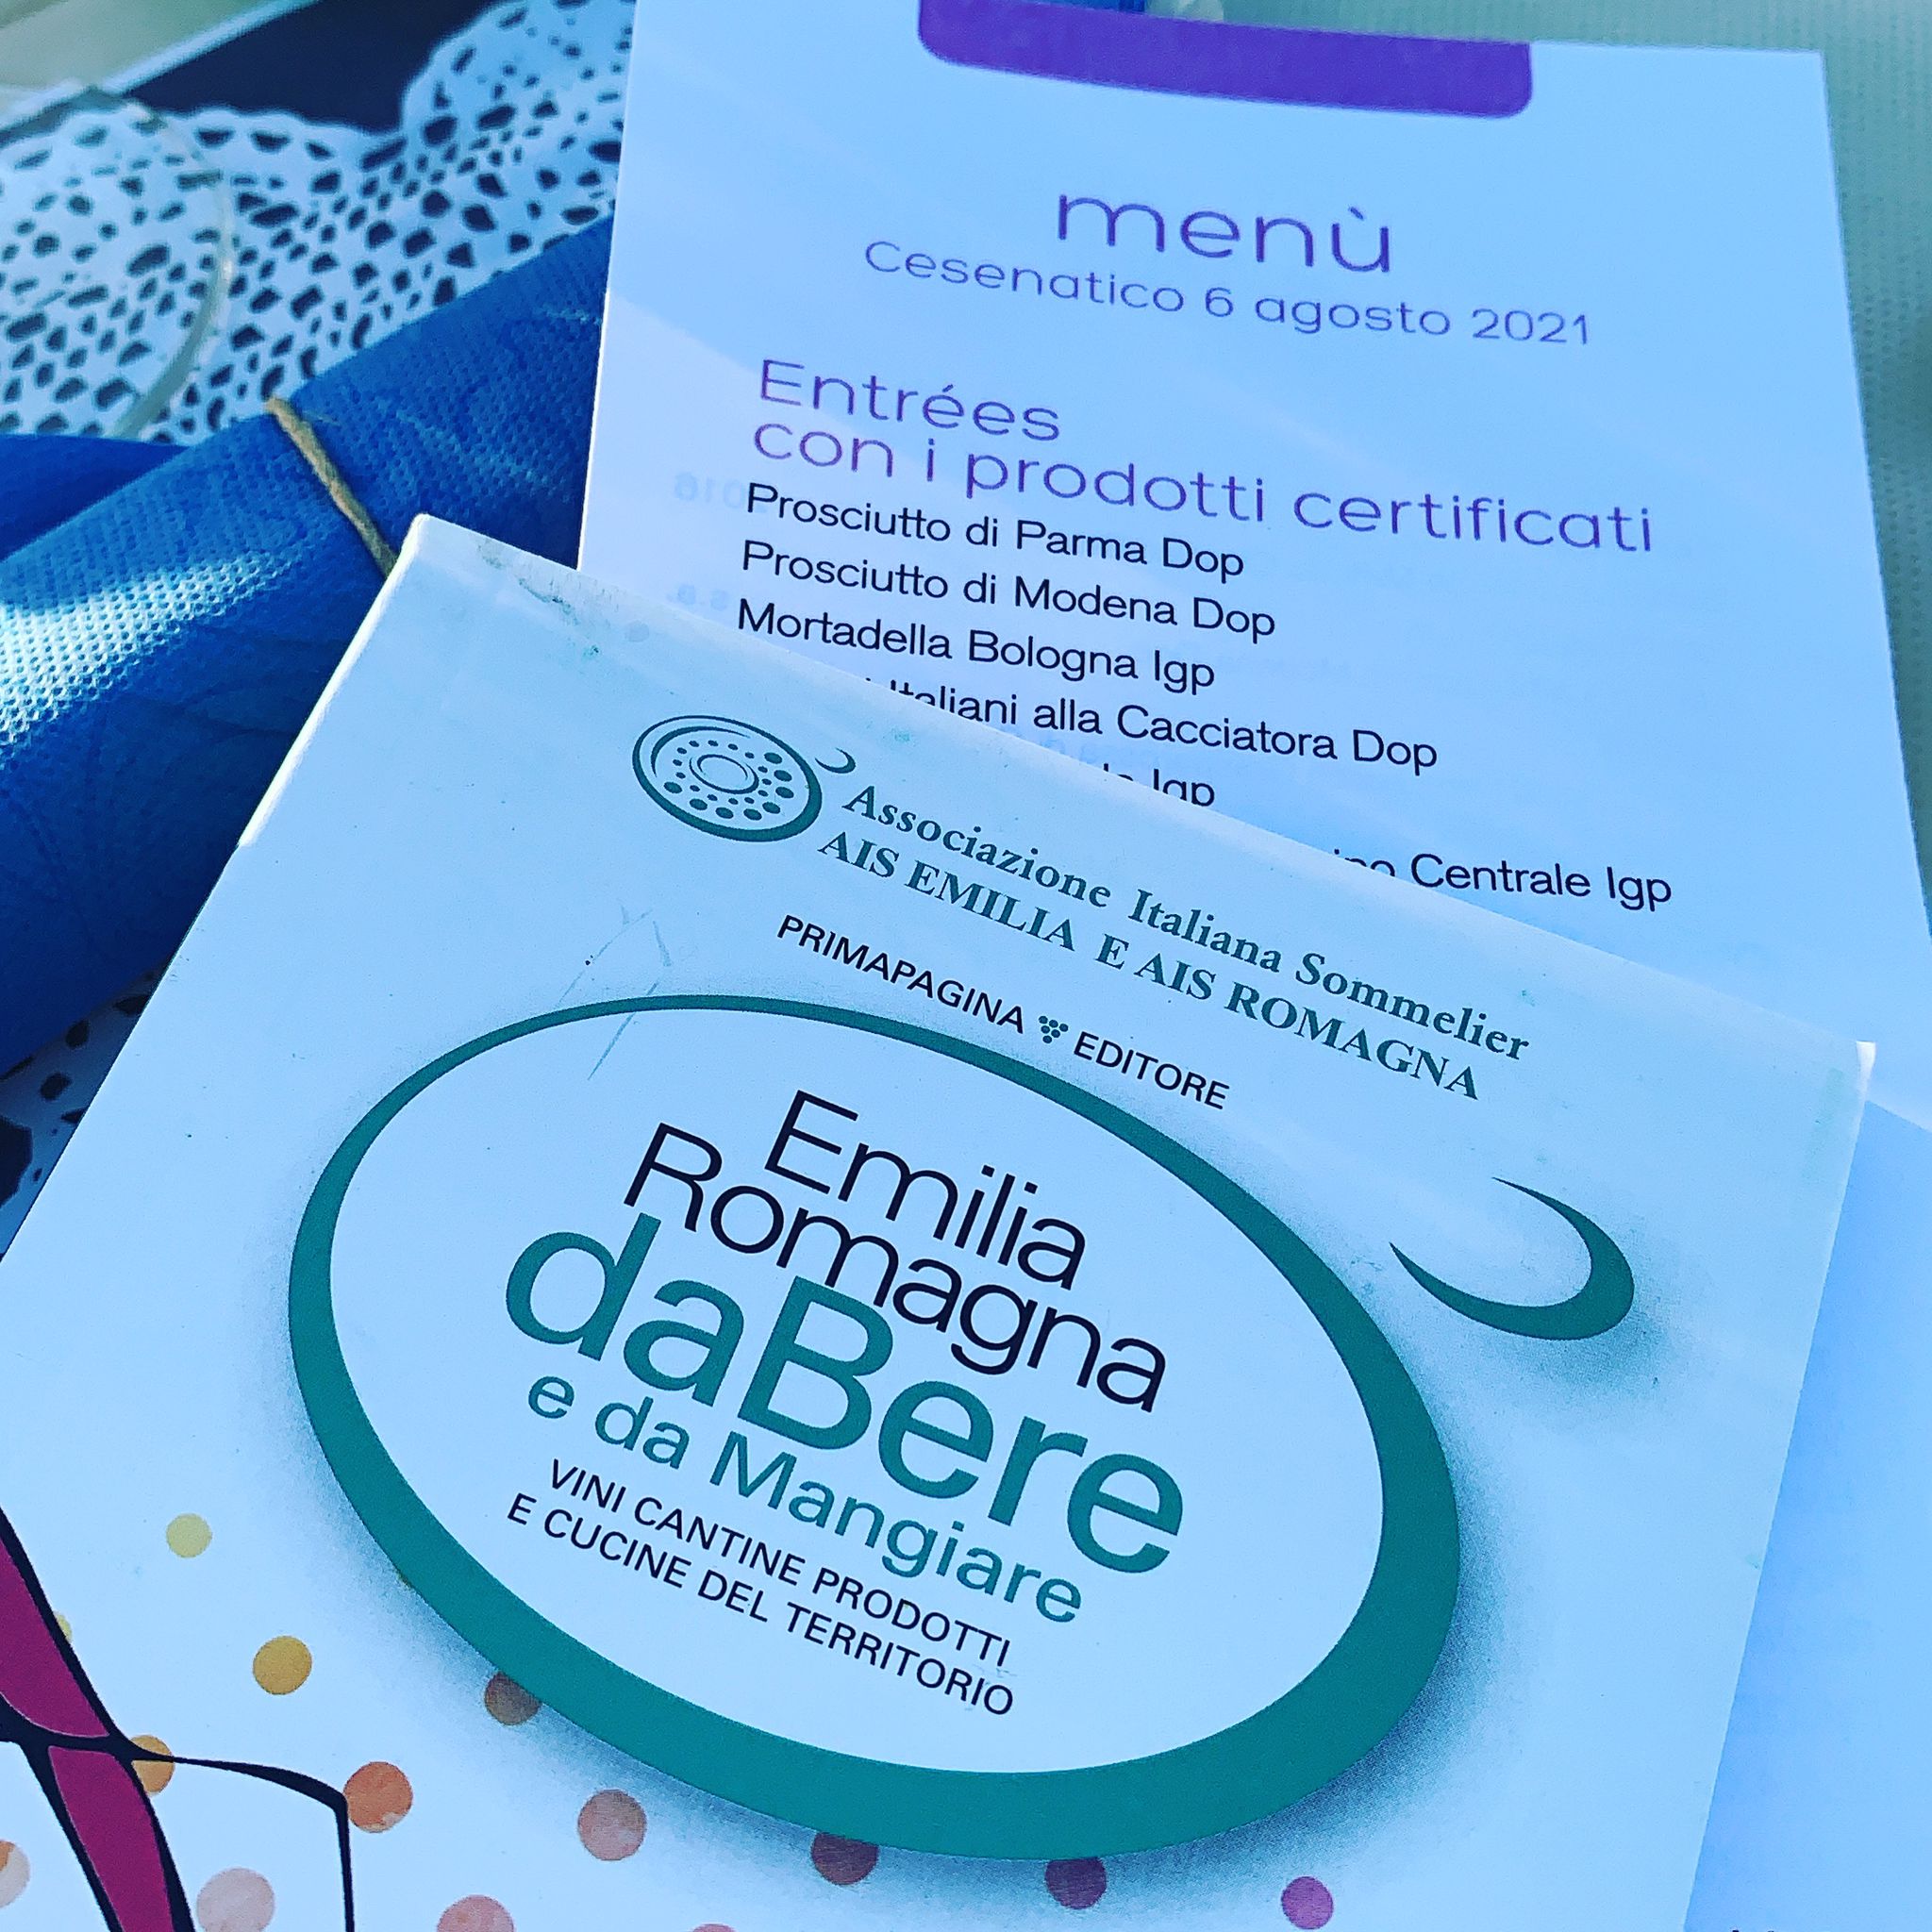 menù
Cesenatico 6 agosto 2021
Entrées
con i prodotti certificati
Prosciutto di Parma Dop
Prosciutto di Modena Dop
Mortadella Bologna Igp
Italiani alla Cacciatora Dop
Igp
Centrale Igp
Associazione Italiana Sommelier
AIS EMILIA E AIS ROMAGNA
PRIMAPAGINA EDITORE
Emilia
Romagna
daBere
e da Mangiare
VINI CANTINE PRODOTTI
E CUCINE DEL TERRITORIO